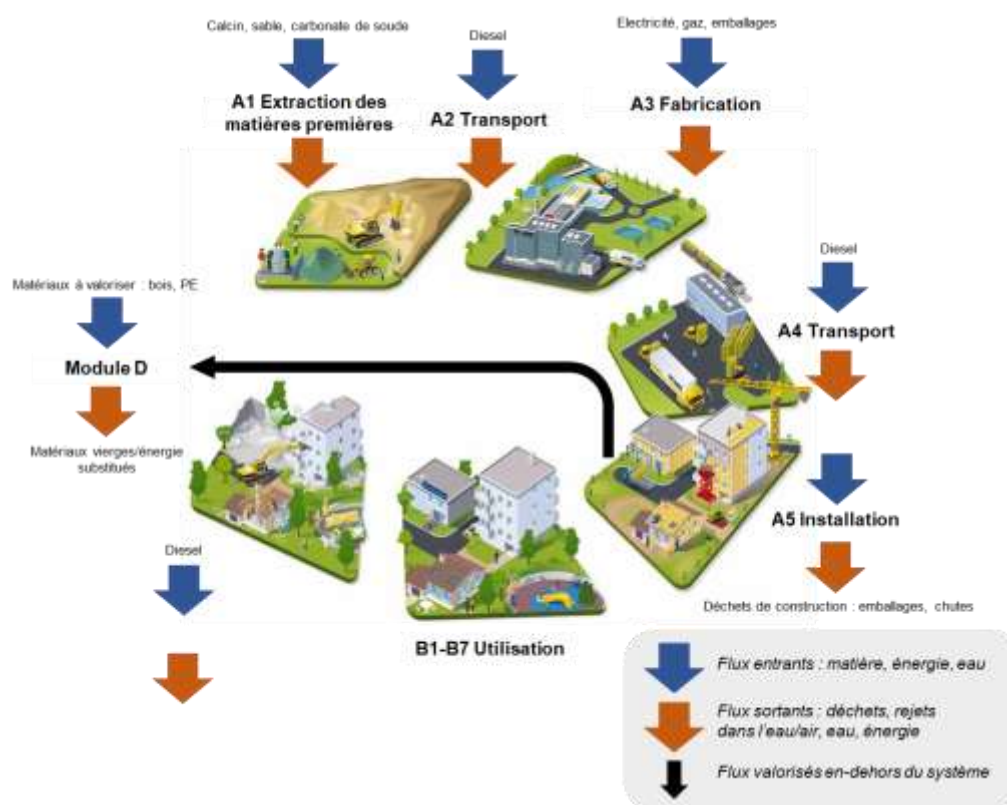 Calcin, sable, carbonate de soude
Diesel
Electricité, gaz, emballages
A1 Extraction des
matières premières
A2 Transport
A3 Fabrication
Diesel
A4 Transport
Matériaux à valoriser : bois, PE
Module D
Matériaux vierges/énergie
substitués
A5 Installation
Diesel
Déchets de construction : emballages, chutes
B1-B7 Utilisation
Flux entrants : matière, énergie, eau
Flux sortants : déchets, rejets
dans l'eau/air, eau, énergie
Flux valorisés en-dehors du système